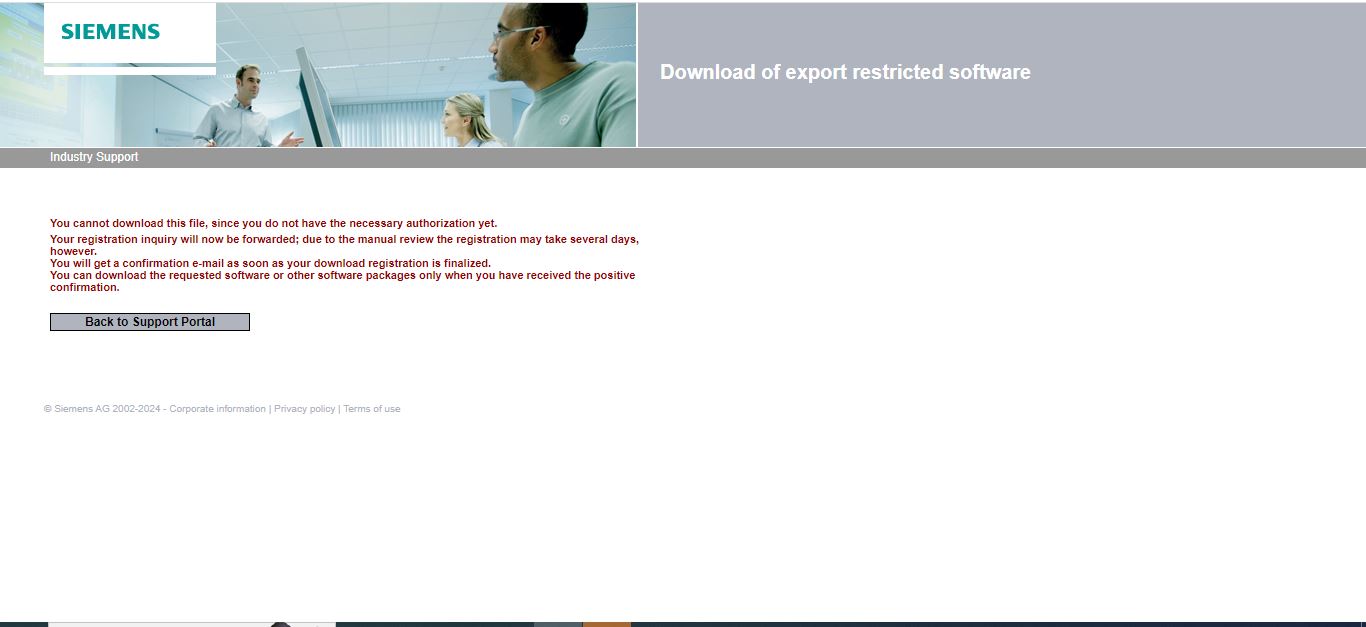 SIEMENS
Download of export restricted software
Industry Support
You cannot download this file, since you do not have the necessary authorization yet.
Your registration inquiry will now be forwarded; due to the manual review the registration may take several days,
however.
You will get a confirmation e-mail as soon as your download registration is finalized.
You can download the requested software or other software packages only when you have received the positive
confirmation.
Back to Support Portal
© Siemens AG 2002-2024 - Corporate information | Privacy policy | Terms of use